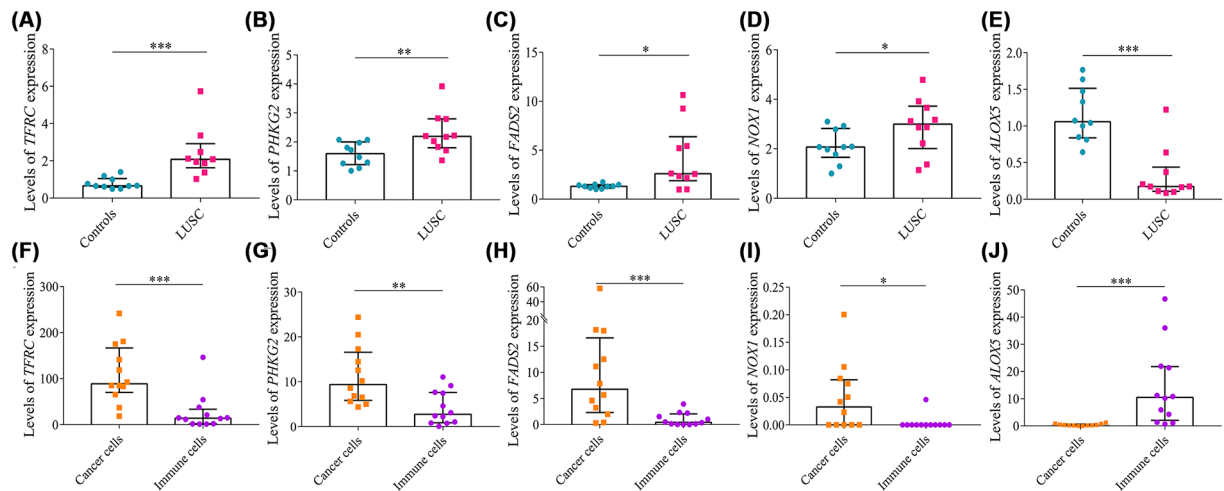 (A)
Levels of TFRC expression
8
6
4
2
0
***
Controls
LUSC
(B)
Levels of PHKG2 expression
5
4
3
2
1
0
**
Controls
LUSC
(C)
Levels of FADS2 expression
15
10
5
0
*
Controls
LUSC
(D)
Levels of NOX1 expression
6
4
2
0
*
Controls
LUSC
(E)
Levels of ALOX5 expression
2.0
1.5
1.0
0.5
0.0
***
Controls
LUSC
(F)
Levels of TFRC expression
300
200
100
0
***
Cancer cells
Immune cells
(G)
Levels of PHKG2 expression
30
20
10
0
**
Cancer cells
Immune cells
(H)
Levels of FADS2 expression
60
40
20
20
15
10
5
0
***
Cancer cells
Immune cells
(I)
Levels of NOX1 expression
0.25
0.20
0.15
0.10
0.05
0.00
*
Cancer cells
Immune cells
(J)
Levels of ALOX5 expression
50
40
30
20
10
0
***
Cancer cells
Immune cells